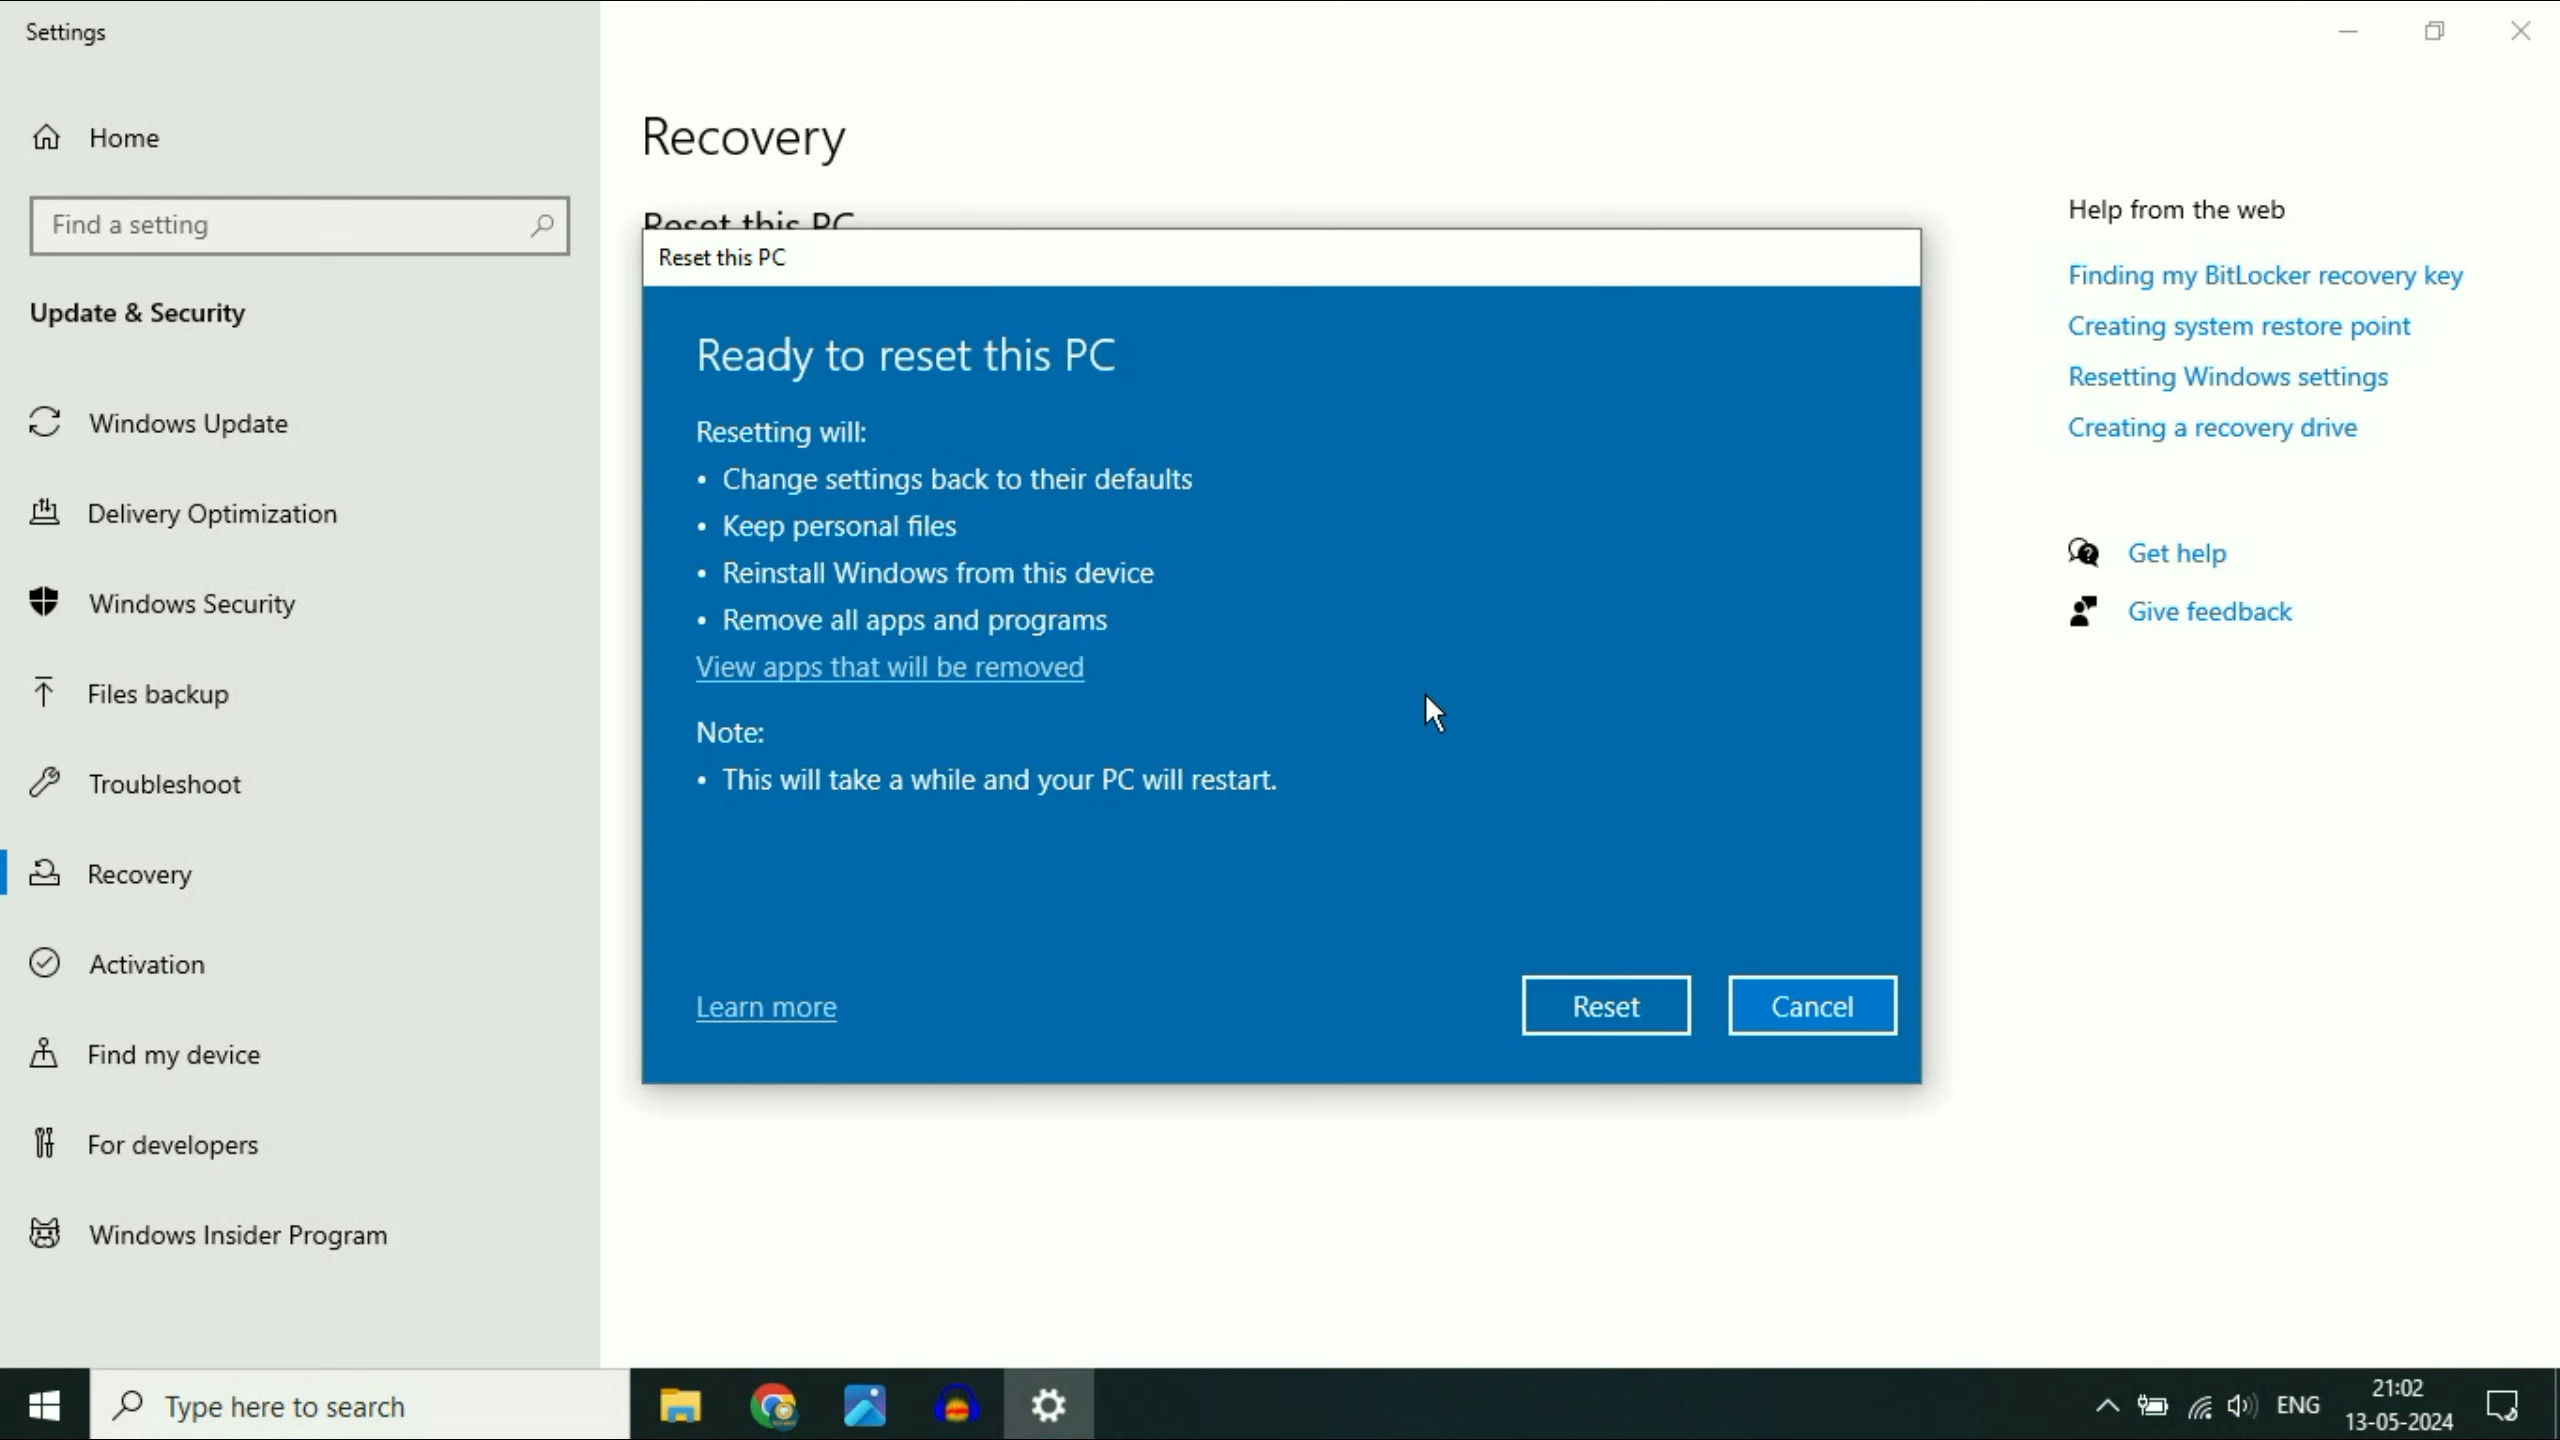 Settings
Home
Find a setting
Update & Security
Windows Update
Delivery Optimization
Windows Security
Files backup
Troubleshoot
Recovery
Activation
Find my device
For developers
Windows Insider Program
Recovery
Reset this PC
Reset this PC
Ready to reset this PC
Resetting will:
• Change settings back to their defaults
• Keep personal files
• Reinstall Windows from this device
• Remove all apps and programs
View apps that will be removed
Note:
• This will take a while and your PC will restart.
Learn more
Reset
Cancel
Help from the web
Finding my BitLocker recovery key
Creating system restore point
Resetting Windows settings
Creating a recovery drive
Get help
Give feedback
Type here to search
ENG
21:02
13-05-2024